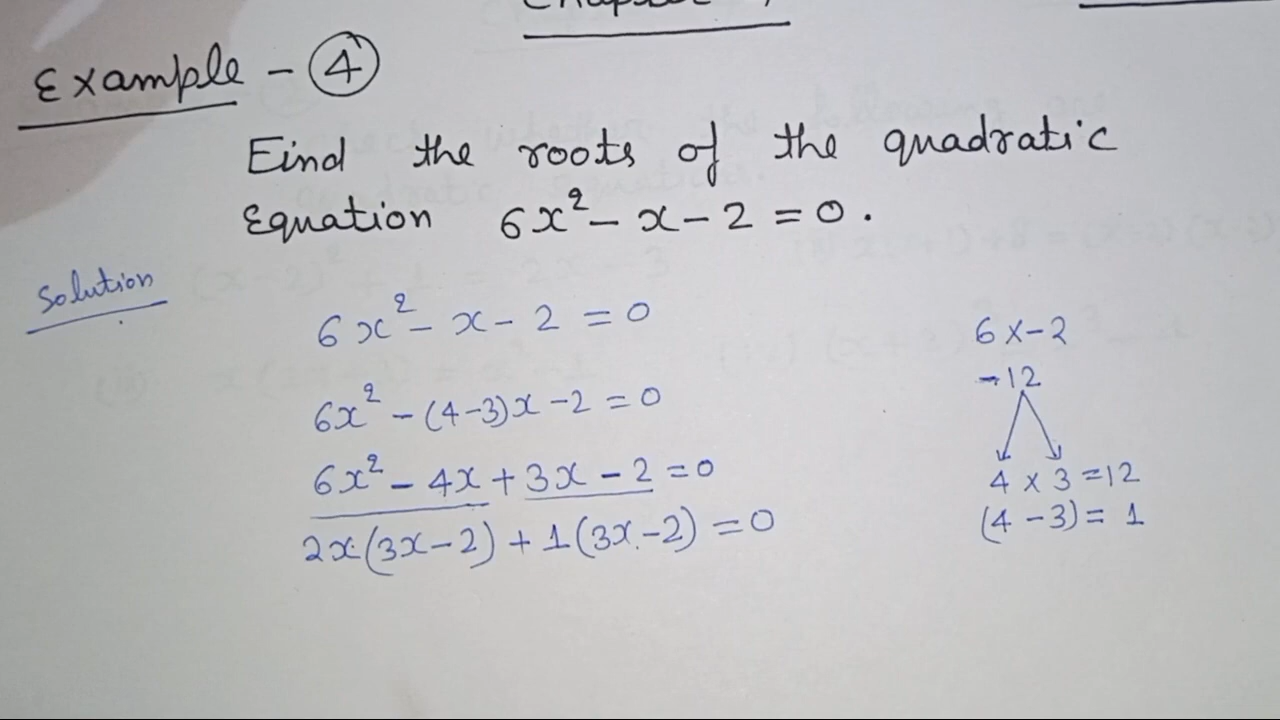 Example - ④
Find the roots of the quadratic
Equation 6x² - x - 2 = 0.
Solution
6x² - x - 2 = 0
6x² - (4-3)x - 2 = 0
6x² - 4x + 3x - 2 = 0
2x(3x-2) + 1(3x-2) = 0
6 x -2
-12
4 x 3 = 12
(4 - 3) = 1